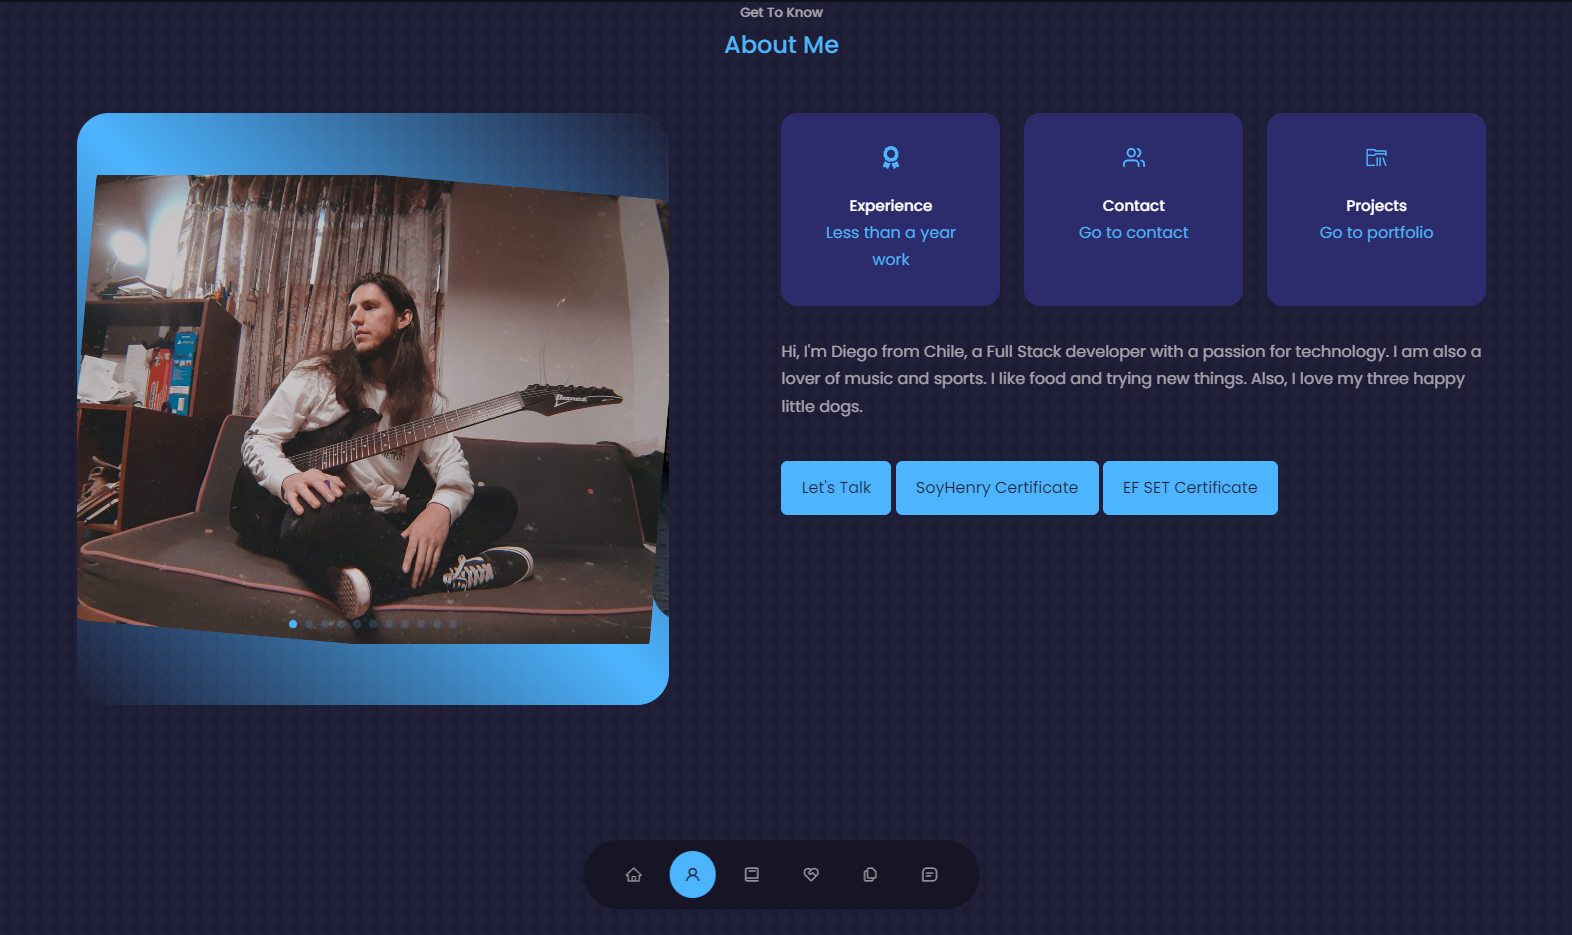 Get To Know
About Me
Ibanez
Experience
Less than a year
work
Contact
Go to contact
Projects
Go to portfolio
Hi, I'm Diego from Chile, a Full Stack developer with a passion for technology. I am also a
lover of music and sports. I like food and trying new things. Also, I love my three happy
little dogs.
Let's Talk
SoyHenry Certificate
EF SET Certificate